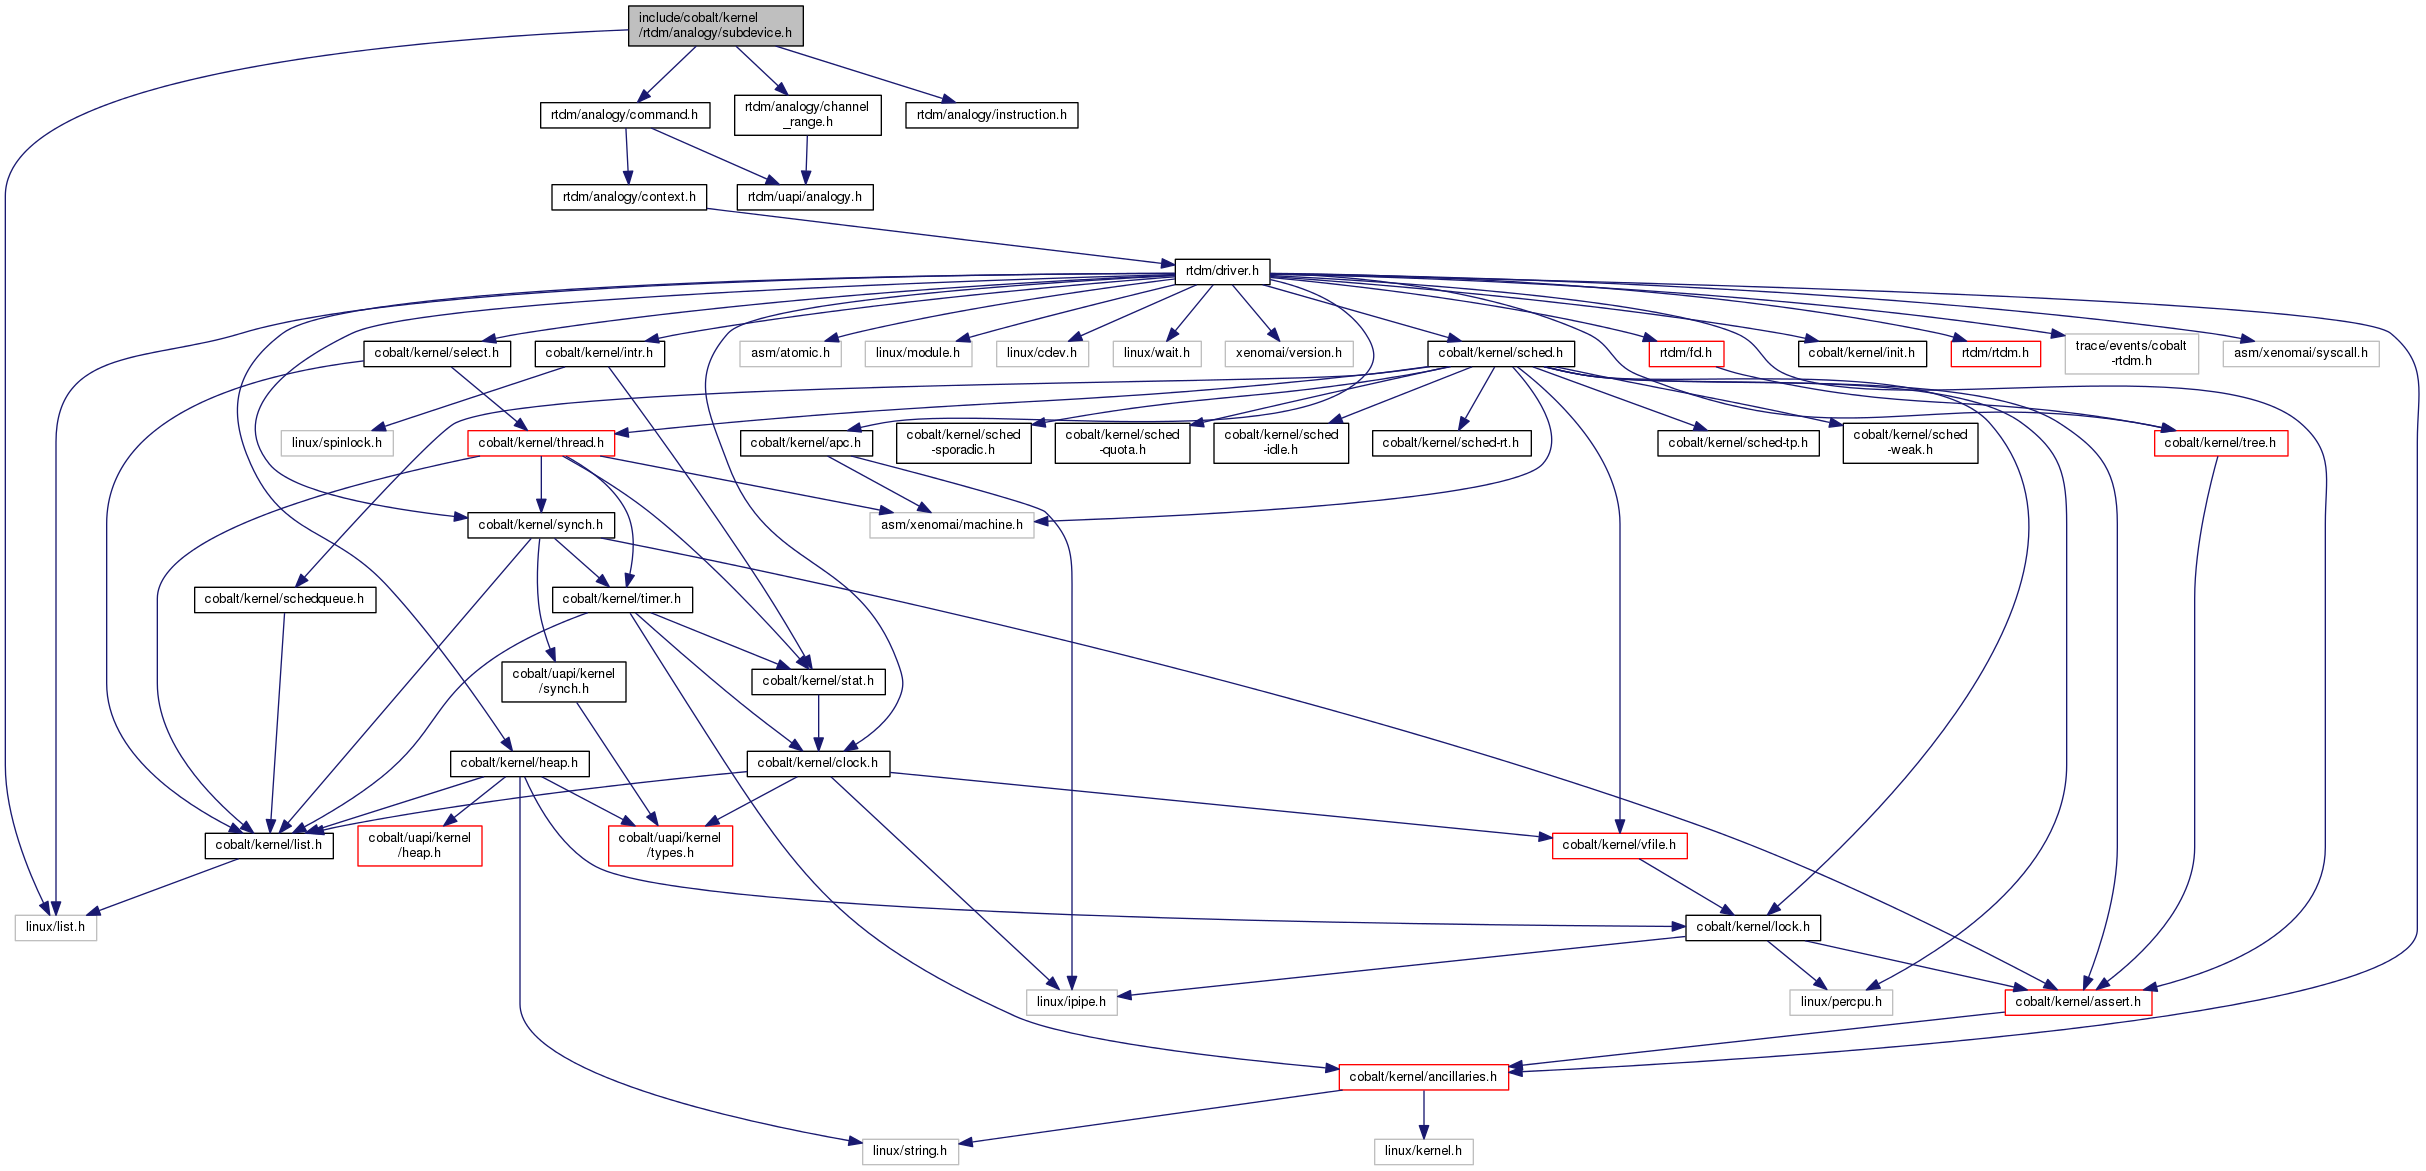 include/cobalt/kernel
/rtdm/analogy/subdevice.h
rtdm/analogy/command.h
rtdm/analogy/channel
_range.h
rtdm/analogy/instruction.h
rtdm/analogy/context.h
rtdm/uapi/analogy.h
rtdm/driver.h
cobalt/kernel/select.h
cobalt/kernel/intr.h
asm/atomic.h
linux/module.h
linux/cdev.h
linux/wait.h
xenomai/version.h
cobalt/kernel/sched.h
rtdm/fd.h
cobalt/kernel/init.h
rtdm/rtdm.h
trace/events/cobalt
-rtdm.h
asm/xenomai/syscall.h
linux/spinlock.h
cobalt/kernel/thread.h
cobalt/kernel/apc.h
cobalt/kernel/sched
-sporadic.h
cobalt/kernel/sched
-quota.h
cobalt/kernel/sched
-idle.h
cobalt/kernel/sched-rt.h
cobalt/kernel/sched-tp.h
cobalt/kernel/sched
-weak.h
cobalt/kernel/tree.h
cobalt/kernel/synch.h
asm/xenomai/machine.h
cobalt/kernel/schedqueue.h
cobalt/kernel/timer.h
cobalt/uapi/kernel
/synch.h
cobalt/kernel/stat.h
cobalt/kernel/heap.h
cobalt/kernel/clock.h
cobalt/kernel/list.h
cobalt/uapi/kernel
/heap.h
cobalt/uapi/kernel
/types.h
cobalt/kernel/vfile.h
linux/list.h
cobalt/kernel/lock.h
linux/ipipe.h
linux/percpu.h
cobalt/kernel/assert.h
cobalt/kernel/ancillaries.h
linux/string.h
linux/kernel.h